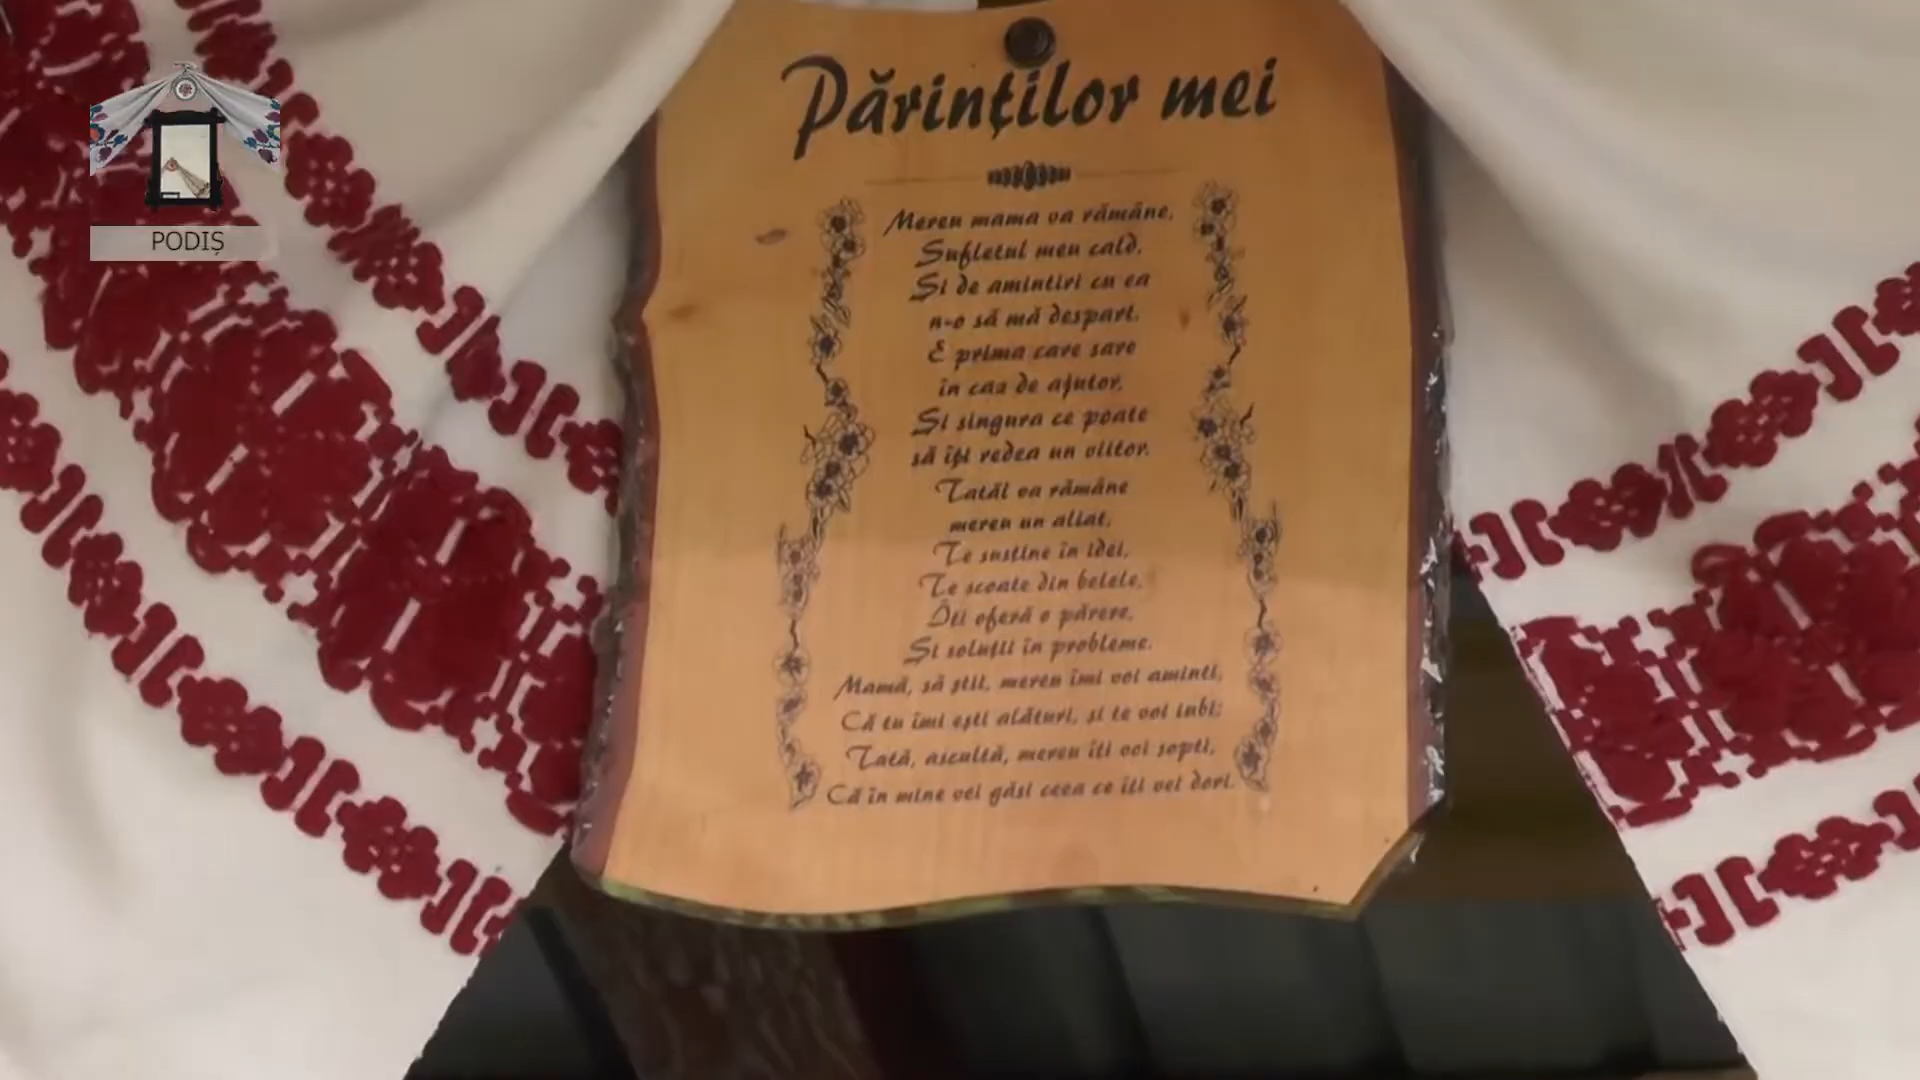 PODIȘ
Părinților mei
Mereu mama va rămâne,
Sufletul meu cald,
Și de amintiri cu ea
n-o să mă despart.
E prima care sare
în caz de ajutor,
Și singura ce poate
să îți redea un viitor.
Tatăl va rămâne
mereu un aliat,
Te susține în idei,
Te scoate din belele,
Îți oferă o părere,
Și soluții în probleme.
Mamă, să știi, mereu îmi voi aminti,
Că tu îmi ești alături, și te voi iubi;
Tată, ascultă, mereu îți voi șopti,
Că în mine vei găsi ceea ce îți vei dori.